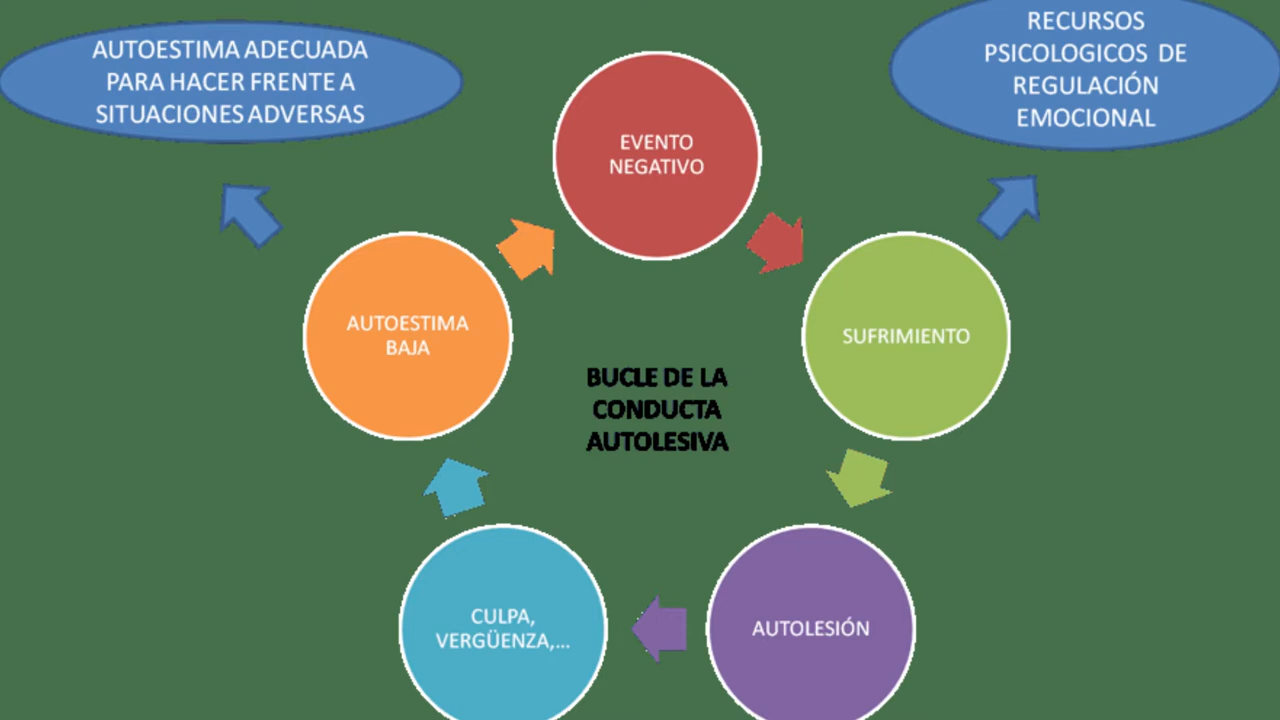 AUTOESTIMA ADECUADA
PARA HACER FRENTE A
SITUACIONES ADVERSAS
RECURSOS
PSICOLOGICOS DE
REGULACIÓN
EMOCIONAL
EVENTO
NEGATIVO
AUTOESTIMA
BAJA
SUFRIMIENTO
BUCLE DE LA
CONDUCTA
AUTOLESIVA
CULPA,
VERGÜENZA,...
AUTOLESIÓN